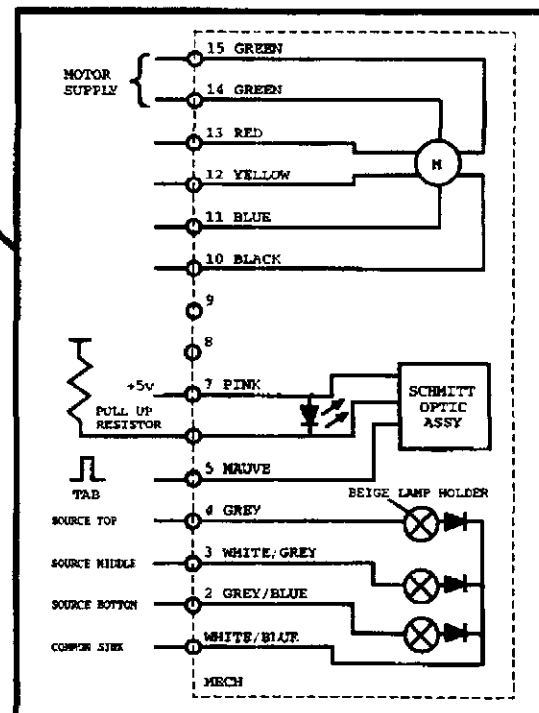 15 GREEN
MOTOR
SUPPLY
14 GREEN
13 RED
M
12 YELLOW
11 BLUE
10 BLACK
9
8
+5v
7 PINK
SCHMITT
OPTIC
ASSY
PULL UP
RESISTOR
5 MAUVE
TAB
BEIGE LAMP HOLDER
SOURCE TOP
4 GREY
SOURCE MIDDLE
3 WHITE/GREY
SOURCE BOTTOM
2 GREY/BLUE
COMMON SINK
WHITE/BLUE
MECH